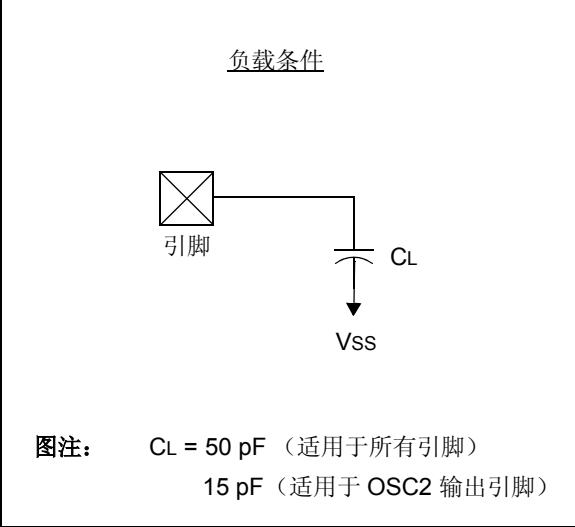 负载条件
引脚
CL
VSS
图注： CL = 50 pF （适用于所有引脚）
15 pF（适用于 OSC2 输出引脚）